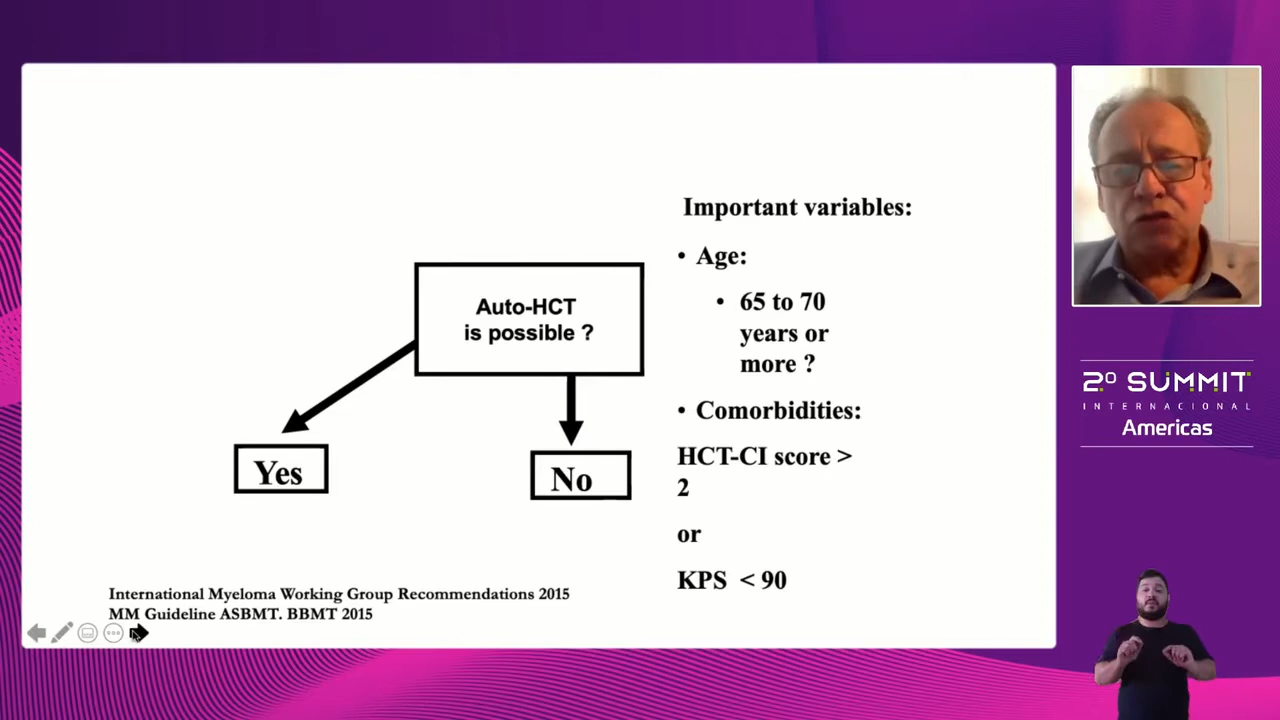 Important variables:
• Age:
• 65 to 70
years or
more ?
• Comorbidities:
HCT-CI score >
2
or
KPS < 90
Auto-HCT
is possible ?
Yes
No
International Myeloma Working Group Recommendations 2015
MM Guideline ASBMT. BBMT 2015
2º SUMMIT
INTERNACIONAL
Americas